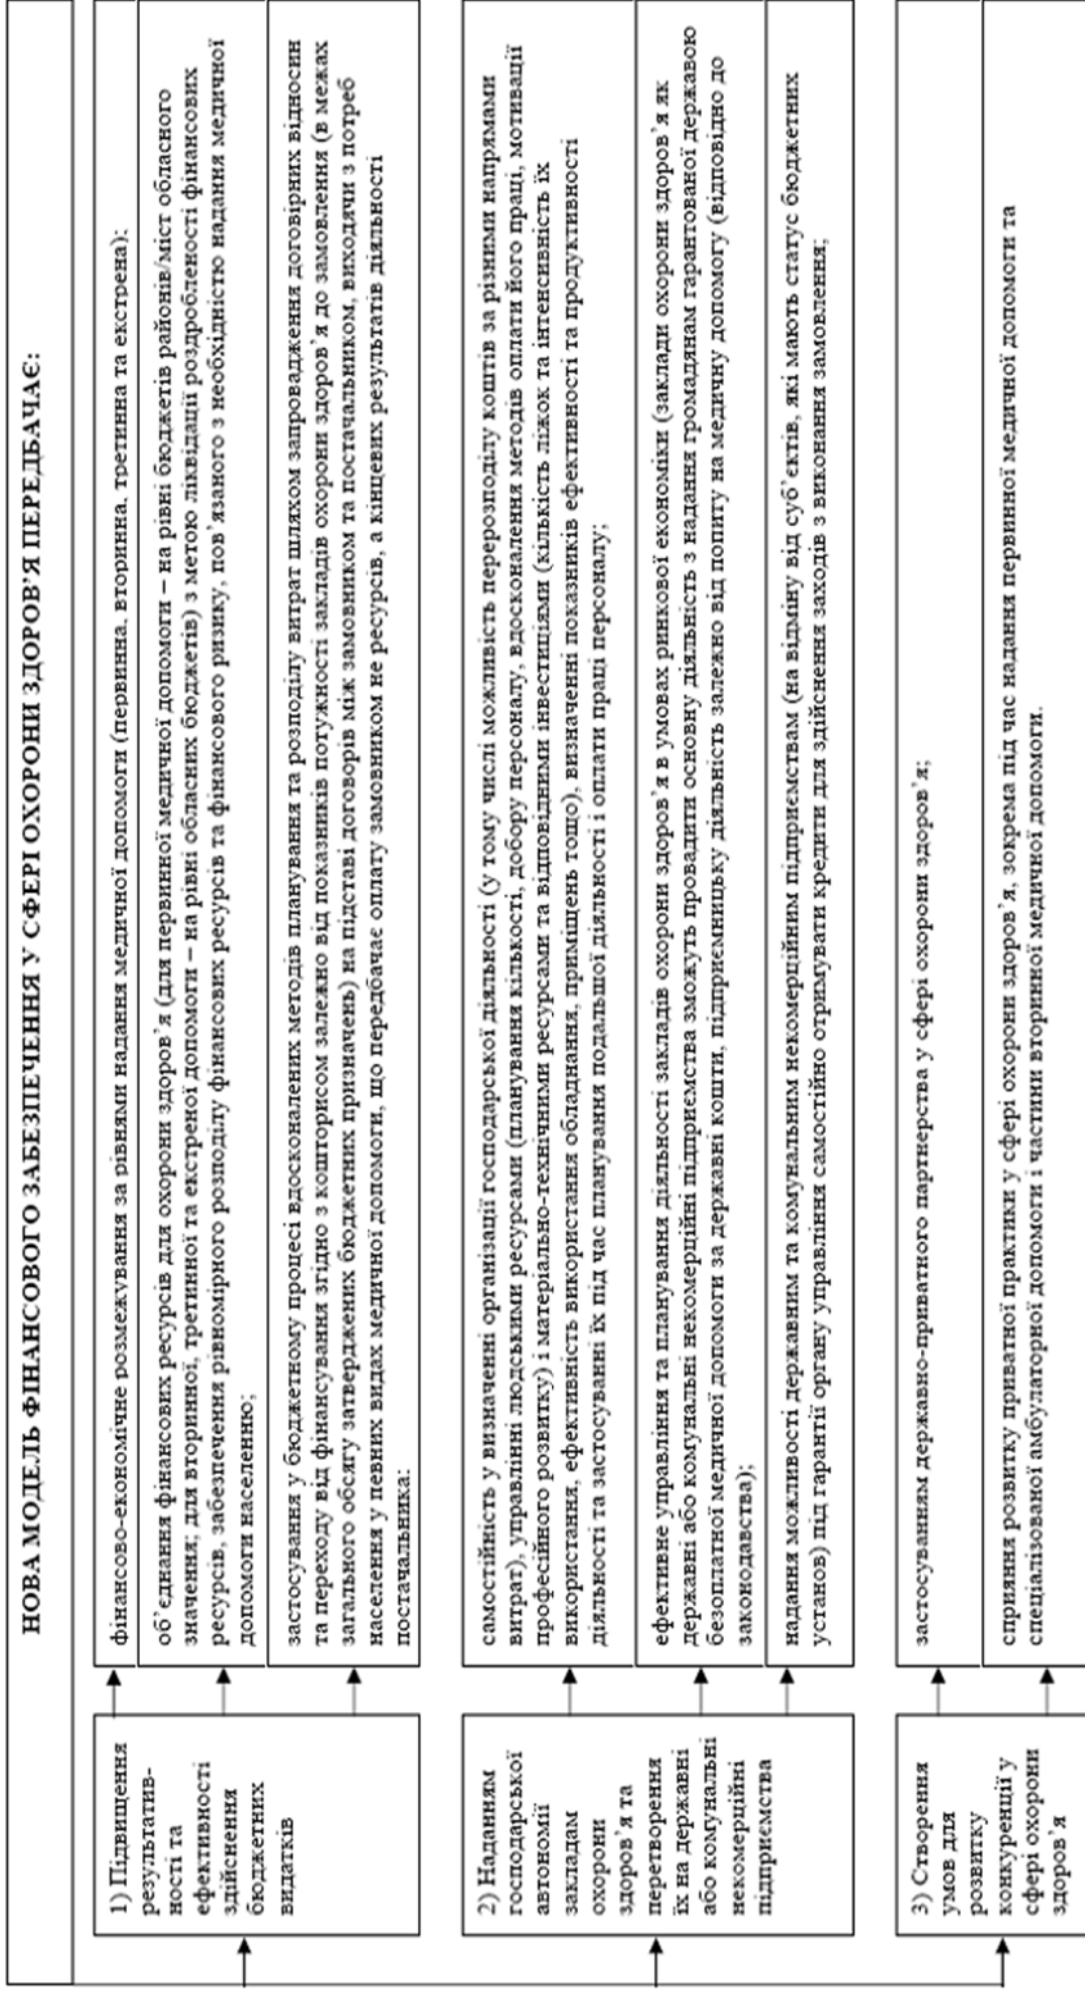 НОВА МОДЕЛЬ ФІНАНСОВОГО ЗАБЕЗПЕЧЕННЯ У СФЕРІ ОХОРОНИ ЗДОРОВ’Я ПЕРЕДБАЧАЄ:
1) Підвищення
результатив-
ності та
ефективності
здійснення
бюджетних
видатків
фінансово-економічне розмежування за рівнями надання медичної допомоги (первинна, вторинна, третинна та екстрена);
об’єднання фінансових ресурсів для охорони здоров’я (для первинної медичної допомоги – на рівні бюджетів районів/міст обласного
значення; для вторинної, третинної та екстреної допомоги – на рівні обласних бюджетів) з метою ліквідації роздробленості фінансових
ресурсів, забезпечення рівномірного розподілу фінансових ресурсів та фінансового ризику, пов’язаного з необхідністю надання медичної
допомоги населенню;
застосування у бюджетному процесі вдосконалених методів планування та розподілу витрат шляхом запровадження договірних відносин
та переходу від фінансування згідно з кошторисом залежно від показників потужності закладів охорони здоров’я до замовлення (в межах
загального обсягу затверджених бюджетних призначень) на підставі договорів між замовником та постачальником, виходячи з потреб
населення у певних видах медичної допомоги, що передбачає оплату замовником не ресурсів, а кінцевих результатів діяльності
постачальника:
2) Наданням
господарської
автономії
закладам
охорони
здоров’я та
перетворення
їх на державні
або комунальні
некомерційні
підприємства
самостійність у визначенні організації господарської діяльності (у тому числі можливість перерозподілу коштів за різними напрямами
витрат), управлінні людськими ресурсами (планування кількості, добору персоналу, вдосконалення методів оплати його праці, мотивації
професійного розвитку) і матеріально-технічними ресурсами та відповідними інвестиціями (кількість ліжок та інтенсивність їх
використання, ефективність використання обладнання, приміщень тощо), визначенні показників ефективності та продуктивності
діяльності та застосуванні їх під час планування подальшої діяльності і оплати праці персоналу;
ефективне управління та планування діяльності закладів охорони здоров’я в умовах ринкової економіки (заклади охорони здоров’я як
державні або комунальні некомерційні підприємства зможуть провадити основну діяльність з надання громадянам гарантованої державою
безоплатної медичної допомоги за державні кошти, підприємницьку діяльність залежно від попиту на медичну допомогу (відповідно до
законодавства);
надання можливості державним та комунальним некомерційним підприємствам (на відміну від суб’єктів, які мають статус бюджетних
установ) під гарантії органу управління самостійно отримувати кредити для здійснення заходів з виконання замовлення;
3) Створення
умов для
розвитку
конкуренції у
сфері охорони
здоров’я
застосуванням державно-приватного партнерства у сфері охорони здоров’я;
сприяння розвитку приватної практики у сфері охорони здоров’я, зокрема під час надання первинної медичної допомоги та
спеціалізованої амбулаторної допомоги і частини вторинної медичної допомоги.